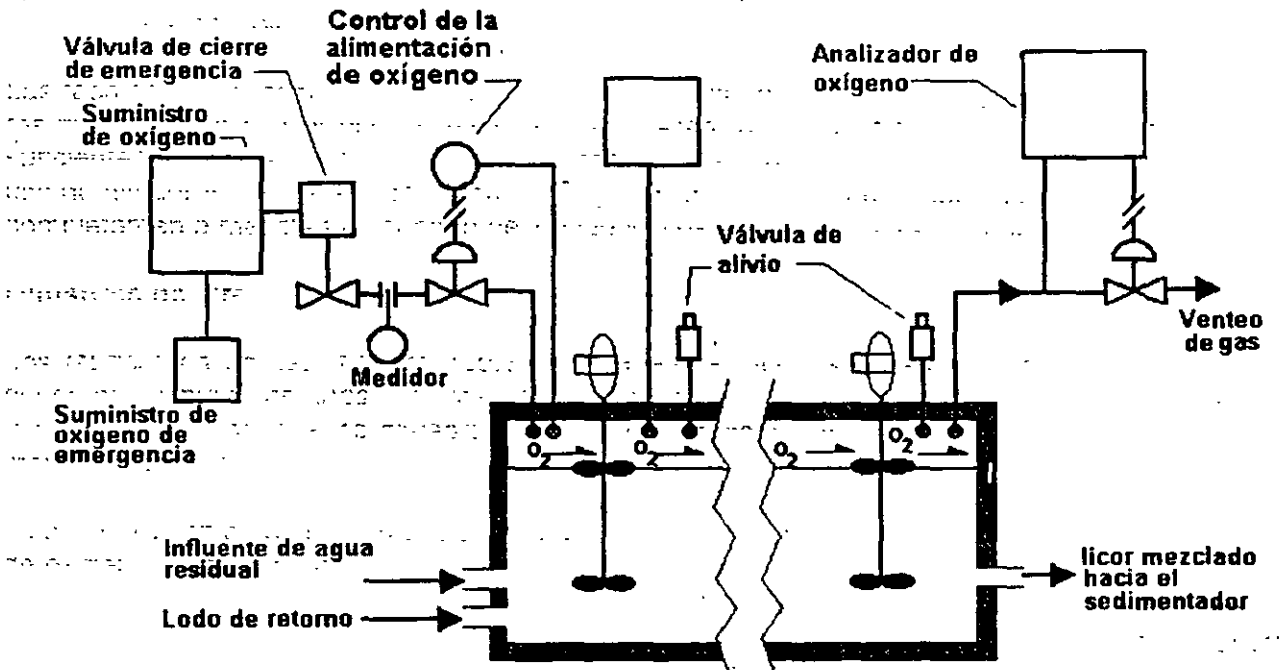 Control de la
alimentación
de oxígeno
Válvula de cierre
de emergencia
Analizador de
oxígeno
Suministro
de oxígeno
Válvula de
alivio
Venteo
de gas
Medidor
Suministro de
oxígeno de
emergencia
O2
O2
O2
O2
Influente de agua
residual
Lodo de retorno
licor mezclado
hacia el
sedimentador